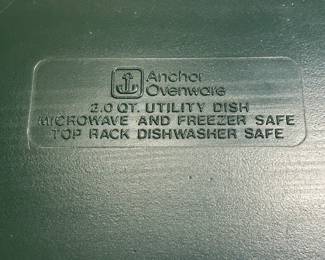 Anchor
Ovenware
2.0 QT. UTILITY DISH
MICROWAVE AND FREEZER SAFE
TOP RACK DISHWASHER SAFE